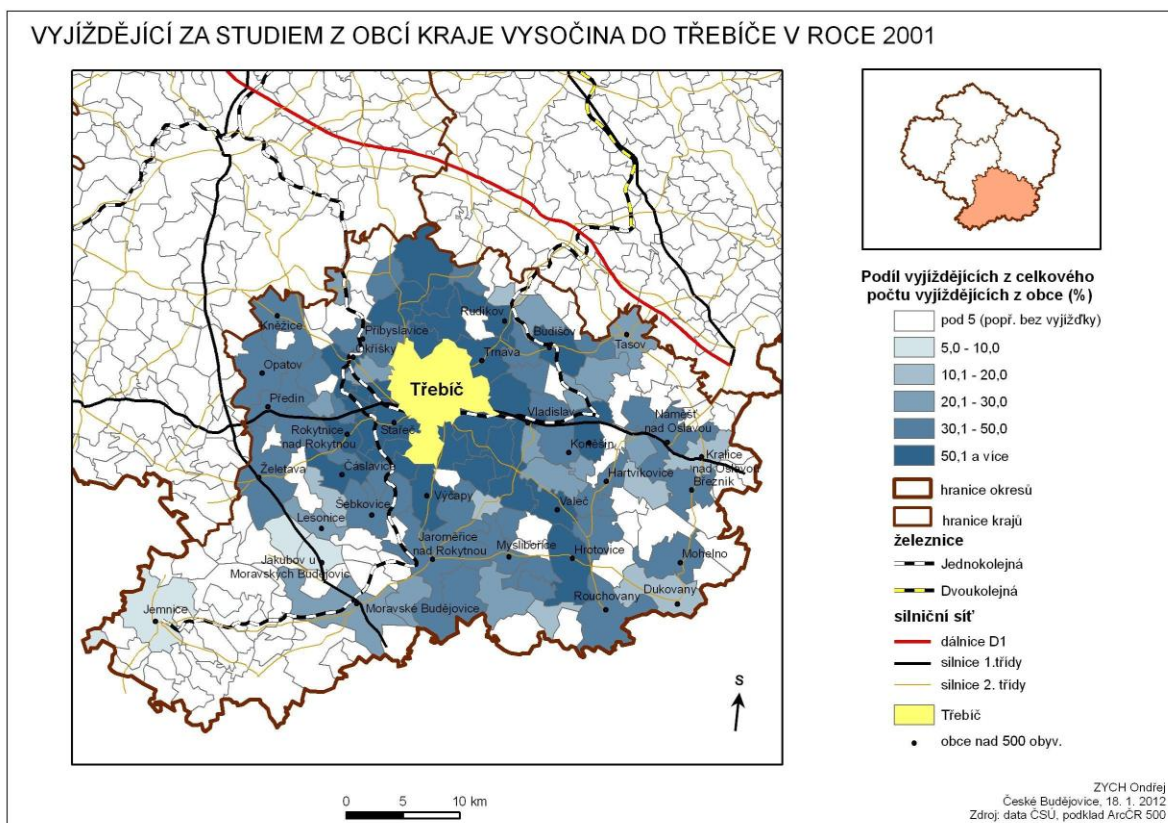 VYJÍŽDĚJÍCÍ ZA STUDIEM Z OBCÍ KRAJE VYSOČINA DO TŘEBÍČE V ROCE 2001
Kněžice
Přibyslavice
Okříšky
Rudíkov
Budišov
Tasov
Trnava
Opatov
Třebíč
Předín
Vladislav
Náměšť
nad Oslavou
Rokytnice
nad Rokytnou
Stařeč
Koněšín
Kralice
nad Oslavou
Želetava
Čáslavice
Hartvíkovice
Březník
Šebkovice
Výčapy
Valeč
Lesonice
Jaroměřice
nad Rokytnou
Myslibořice
Hrotovice
Mohelno
Jakubov u
Moravských Budějovic
Dukovany
Rouchovany
Jemnice
Moravské Budějovice
S
0 5 10 km
Podíl vyjíždějících z celkového
počtu vyjíždějících z obce (%)
pod 5 (popř. bez vyjížďky)
5,0 - 10,0
10,1 - 20,0
20,1 - 30,0
30,1 - 50,0
50,1 a více
hranice okresů
hranice krajů
železnice
Jednokolejná
Dvoukolejná
silniční síť
dálnice D1
silnice 1.třídy
silnice 2. třídy
Třebíč
obce nad 500 obyv.
ZYCH Ondřej
České Budějovice, 18. 1. 2012
Zdroj: data ČSÚ, podklad ArcČR 500